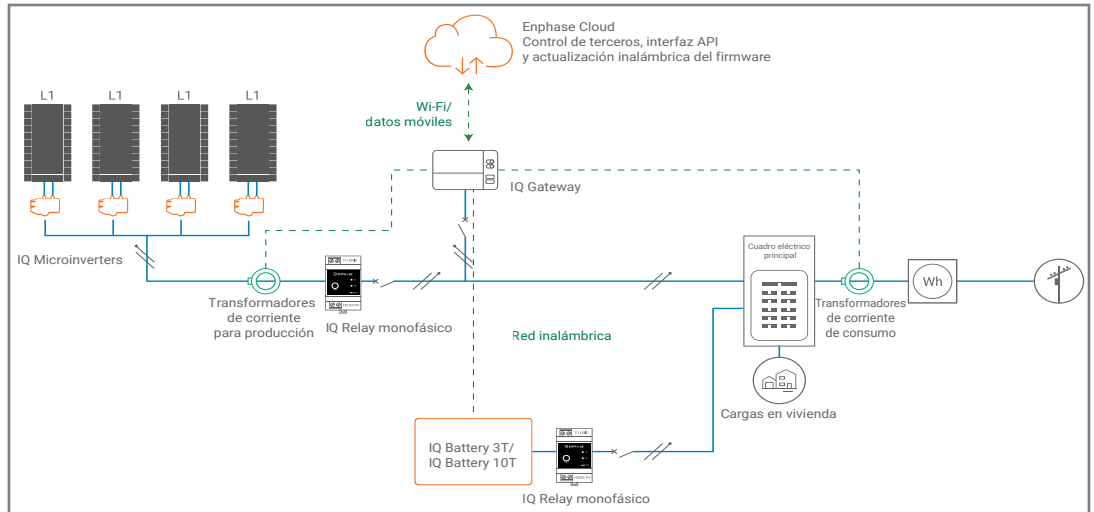 Enphase Cloud
Control de terceros, interfaz API
y actualización inalámbrica del firmware
L1
L1
L1
L1
Wi-Fi/
datos móviles
IQ Gateway
IQ Microinverters
Cuadro eléctrico
principal
Wh
Transformadores
de corriente
para producción
IQ Relay monofásico
Transformadores
de corriente
de consumo
Red inalámbrica
Cargas en vivienda
IQ Battery 3T/
IQ Battery 10T
IQ Relay monofásico